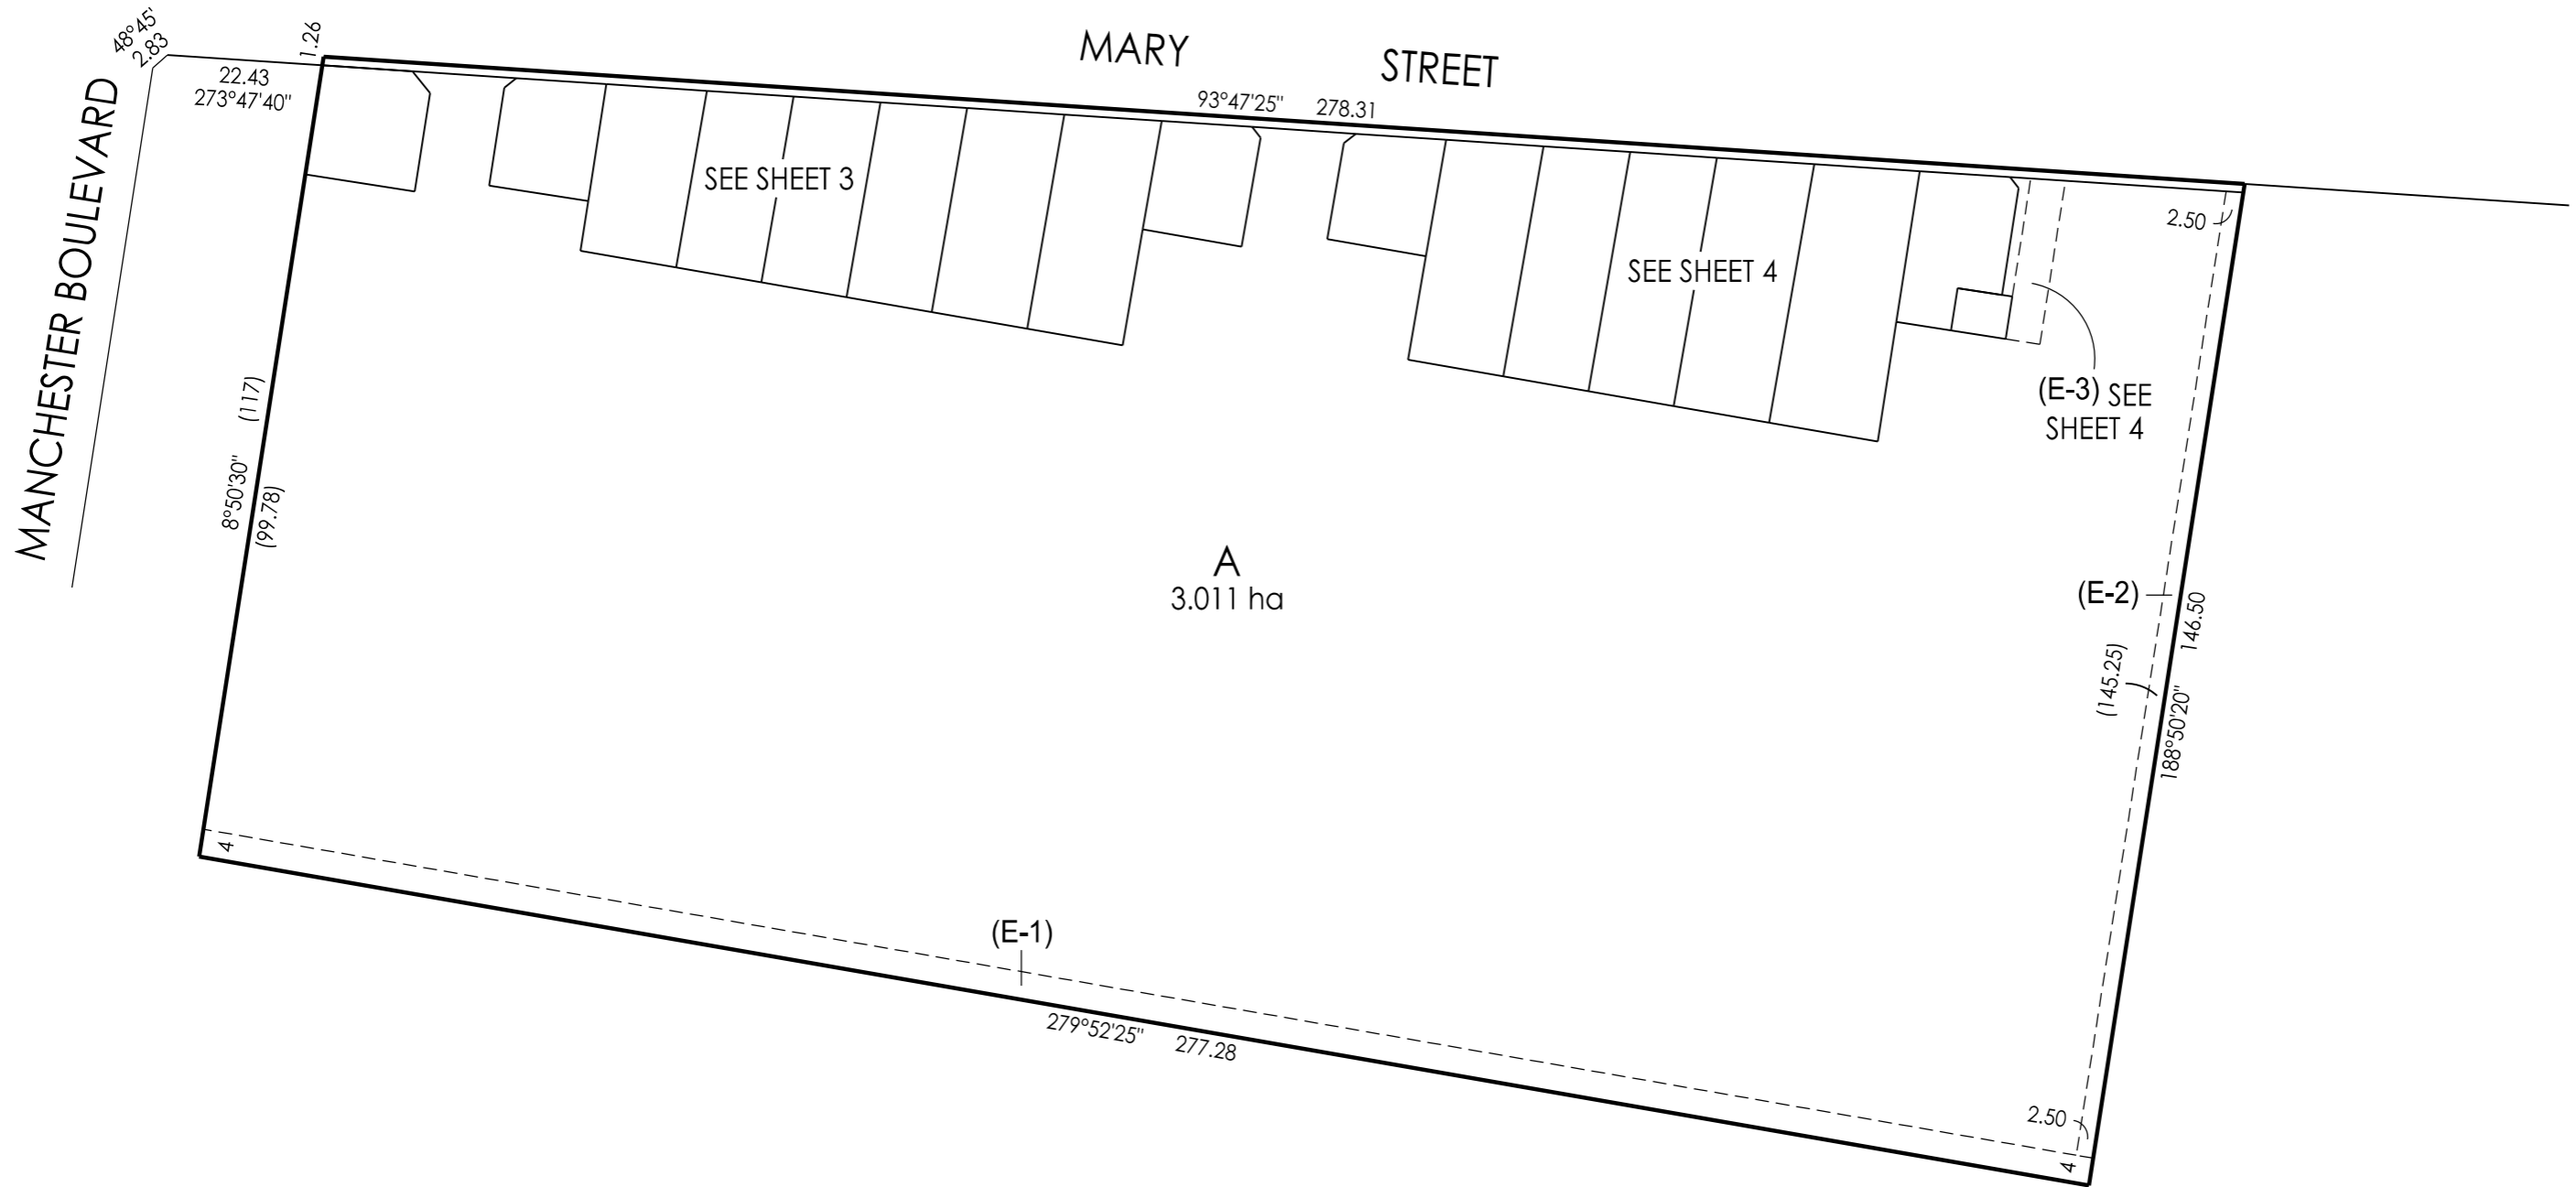 48°45'
2.83
1.26
22.43
273°47'40"
MANCHESTER BOULEVARD
MARY STREET
93°47'25" 278.31
SEE SHEET 3
SEE SHEET 4
2.50
(E-3) SEE
SHEET 4
(117)
8°50'30"
(99.78)
A
3.011 ha
(E-2)
146.50
(145.25)
188°50'20"
4
(E-1)
279°52'25" 277.28
2.50
4